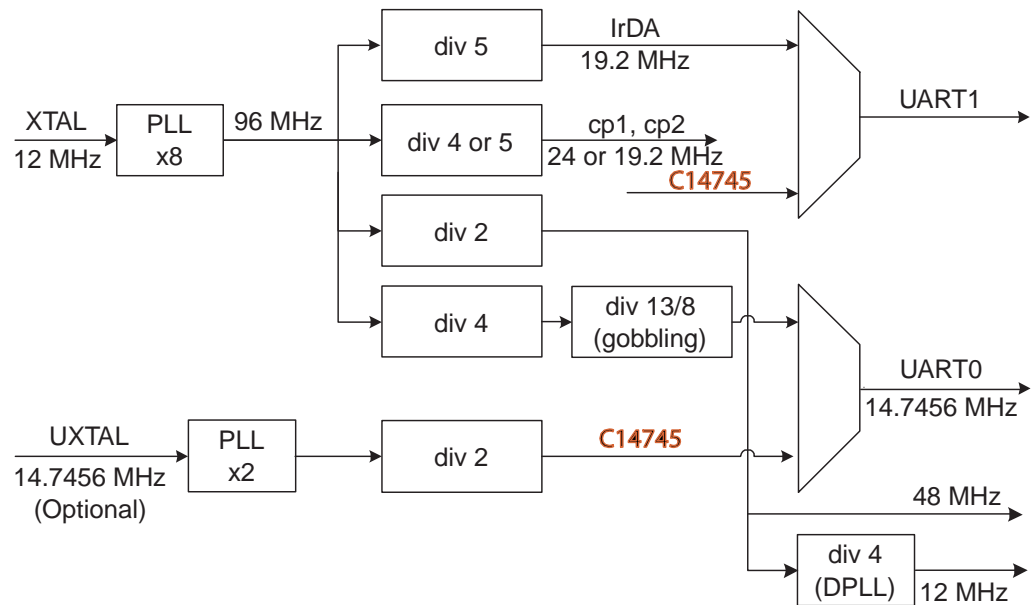 IrDA
div 5
19.2 MHz
XTAL
12 MHz
PLL
x8
96 MHz
div 4 or 5
cp1, cp2
24 or 19.2 MHz
C14745
UART1
div 2
div 4
div 13/8
(gobbling)
UART0
14.7456 MHz
UXTAL
14.7456 MHz
(Optional)
PLL
x2
div 2
C14745
48 MHz
div 4
(DPLL)
12 MHz